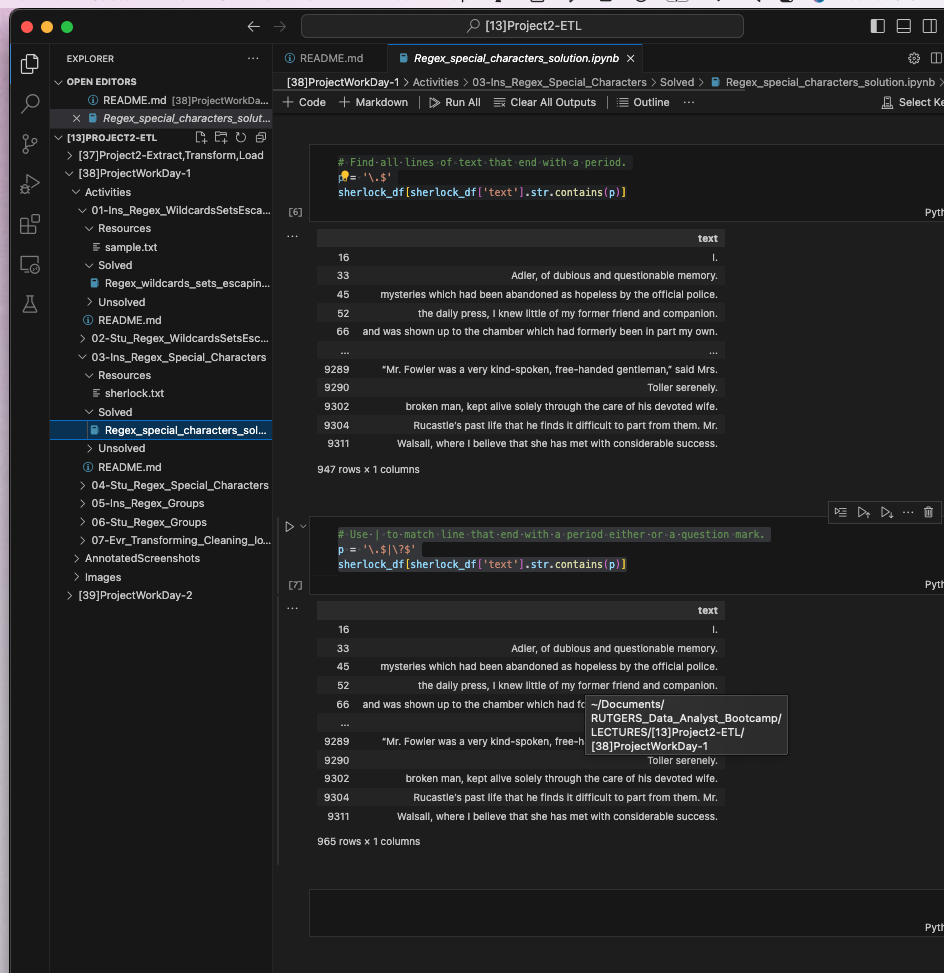 [13]Project2-ETL
EXPLORER
OPEN EDITORS
README.md [38]ProjectWorkDa...
Regex_special_characters_solut...
[13]PROJECT2-ETL
[37]Project2-Extract,Transform,Load
[38]ProjectWorkDay-1
Activities
01-Ins_Regex_WildcardsSetsEsca...
Resources
sample.txt
Solved
Regex_wildcards_sets_escapin...
Unsolved
README.md
02-Stu_Regex_WildcardsSetsEsc...
03-Ins_Regex_Special_Characters
Resources
sherlock.txt
Solved
Regex_special_characters_sol...
Unsolved
README.md
04-Stu_Regex_Special_Characters
05-Ins_Regex_Groups
06-Stu_Regex_Groups
07-Evr_Transforming_Cleaning_lo...
AnnotatedScreenshots
Images
[39]ProjectWorkDay-2
README.md
Regex_special_characters_solution.ipynb
[38]ProjectWorkDay-1 > Activities > 03-Ins_Regex_Special_Characters > Solved > Regex_special_characters_solution.ipynb >
+ Code + Markdown Run All Clear All Outputs Outline ... Select Ke
# Find all lines of text that end with a period.
p = '\.$'
sherlock_df[sherlock_df['text'].str.contains(p)]
[6]
Pyth
...
text
16 I.
33 Adler, of dubious and questionable memory.
45 mysteries which had been abandoned as hopeless by the official police.
52 the daily press, I knew little of my former friend and companion.
66 and was shown up to the chamber which had formerly been in part my own.
... ...
9289 “Mr. Fowler was a very kind-spoken, free-handed gentleman,” said Mrs.
9290 Toller serenely.
9302 broken man, kept alive solely through the care of his devoted wife.
9304 Rucastle's past life that he finds it difficult to part from them. Mr.
9311 Walsall, where I believe that she has met with considerable success.
947 rows × 1 columns
# Use | to match line that end with a period either or a question mark.
p = '\.$|\?$'
sherlock_df[sherlock_df['text'].str.contains(p)]
[7]
Pyth
...
text
16 I.
33 Adler, of dubious and questionable memory.
45 mysteries which had been abandoned as hopeless by the official police.
52 the daily press, I knew little of my former friend and companion.
66 and was shown up to the chamber which had fo
... 
9289 “Mr. Fowler was a very kind-spoken, free-h
9290 Toller serenely.
9302 broken man, kept alive solely through the care of his devoted wife.
9304 Rucastle's past life that he finds it difficult to part from them. Mr.
9311 Walsall, where I believe that she has met with considerable success.
965 rows × 1 columns
~/Documents/
RUTGERS_Data_Analyst_Bootcamp/
LECTURES/[13]Project2-ETL/
[38]ProjectWorkDay-1
Pyth